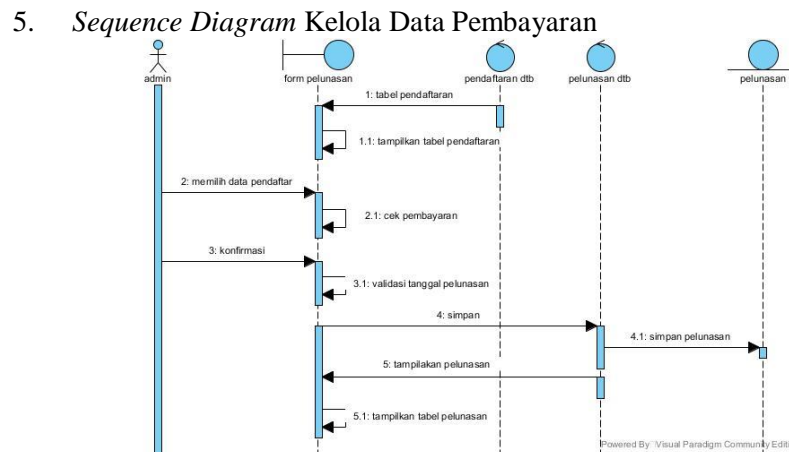 5. Sequence Diagram Kelola Data Pembayaran
admin
form pelunasan
pendaftaran dtb
pelunasan dtb
pelunasan
1: tabel pendaftaran
1.1: tampilkan tabel pendaftaran
2: memilih data pendaftar
2.1: cek pembayaran
3: konfirmasi
3.1: validasi tanggal pelunasan
4: simpan
4.1: simpan pelunasan
5: tampilakan pelunasan
5.1: tampilkan tabel pelunasan
Powered By Visual Paradigm Community Editi